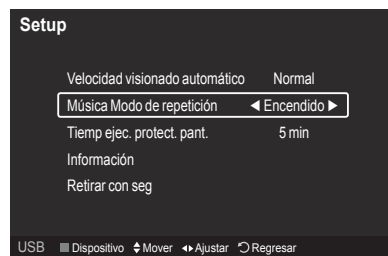 Setup
Velocidad visionado automático Normal
Música Modo de repetición ◀ Encendido ▶
Tiemp ejec. protect. pant. 5 min
Información
Retirar con seg
USB Dispositivo Mover Ajustar Regresar